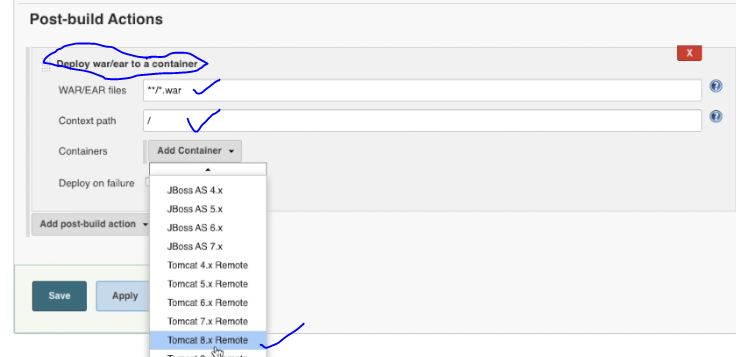 Post-build Actions
Deploy war/ear to a container
X
WAR/EAR files
**/*.war
Context path
/
Containers
Add Container
Deploy on failure
JBoss AS 4.x
JBoss AS 5.x
JBoss AS 6.x
JBoss AS 7.x
Tomcat 4.x Remote
Tomcat 5.x Remote
Tomcat 6.x Remote
Tomcat 7.x Remote
Tomcat 8.x Remote
Add post-build action
Save
Apply